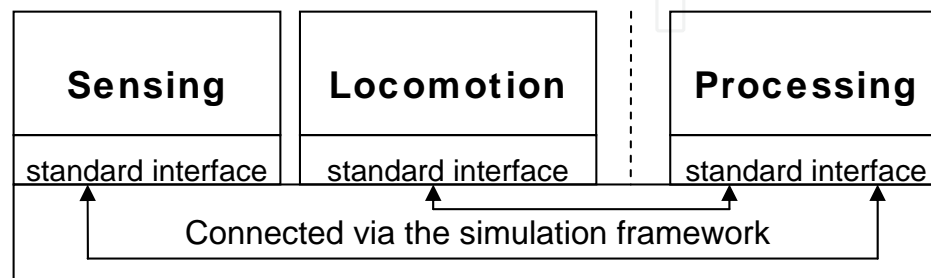 Sensing Locomotion Processing
standard interface standard interface standard interface
Connected via the simulation framework